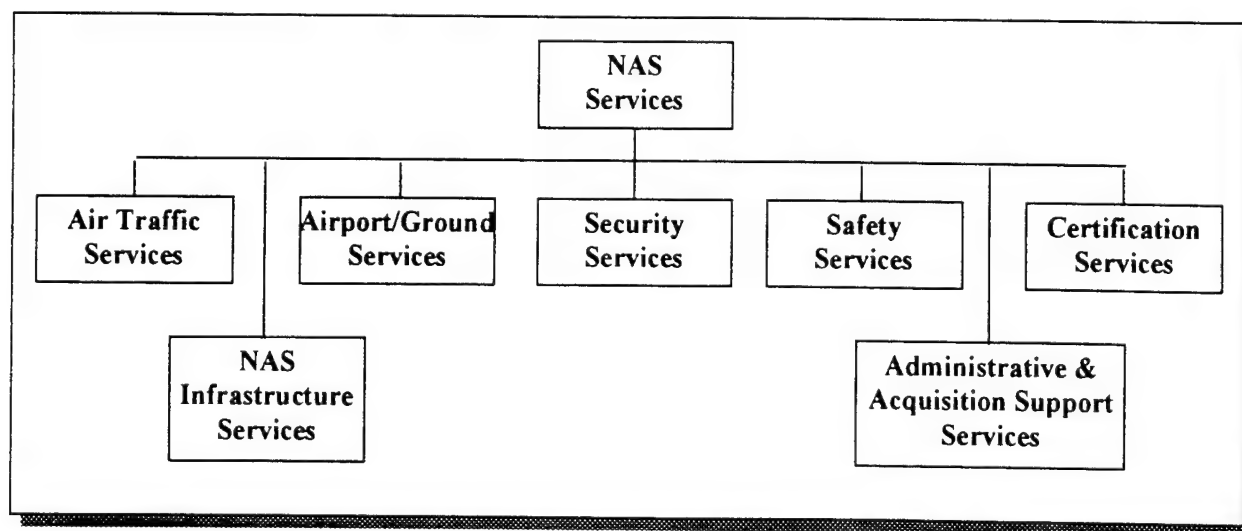 NAS
Services
Air Traffic
Services
Airport/Ground
Services
Security
Services
Safety
Services
Certification
Services
NAS
Infrastructure
Services
Administrative &
Acquisition Support
Services